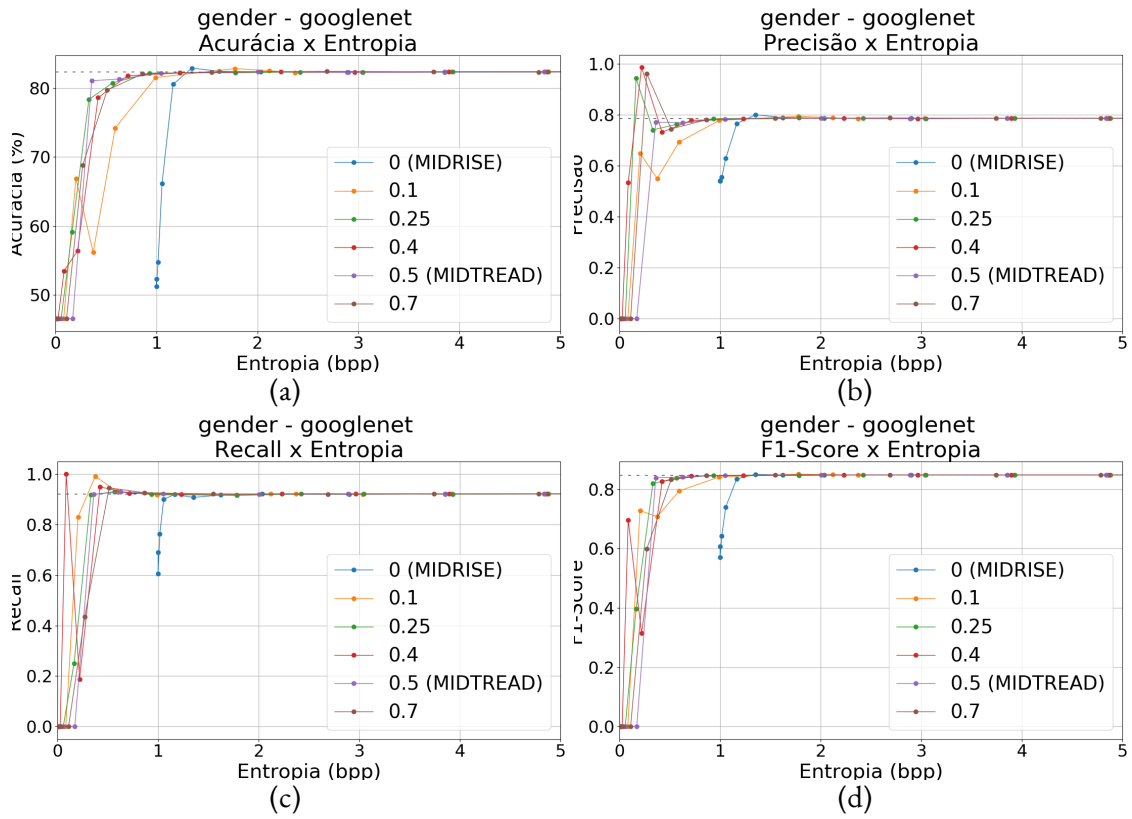 gender - googlenet
Acurácia x Entropia
Acurácia (%)
80
70
60
50
0 (MIDRISE)
0.1
0.25
0.4
0.5 (MIDTREAD)
0.7
0 1 2 3 4 5
Entropia (bpp)
(a)
gender - googlenet
Precisão x Entropia
Precisão
1.0
0.8
0.6
0.4
0.2
0.0
0 (MIDRISE)
0.1
0.25
0.4
0.5 (MIDTREAD)
0.7
0 1 2 3 4 5
Entropia (bpp)
(b)
gender - googlenet
Recall x Entropia
Recall
1.0
0.8
0.6
0.4
0.2
0.0
0 (MIDRISE)
0.1
0.25
0.4
0.5 (MIDTREAD)
0.7
0 1 2 3 4 5
Entropia (bpp)
(c)
gender - googlenet
F1-Score x Entropia
F1-Score
0.8
0.6
0.4
0.2
0.0
0 (MIDRISE)
0.1
0.25
0.4
0.5 (MIDTREAD)
0.7
0 1 2 3 4 5
Entropia (bpp)
(d)